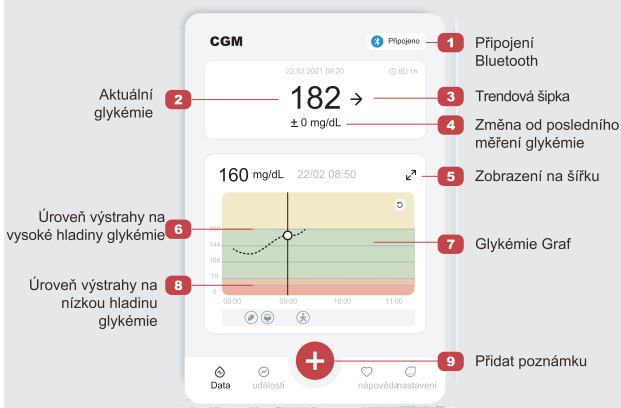 CGM
Připojeno
1
Připojení
Bluetooth
22.02.2021 09:20
8D 1h
Aktuální
glykémie
2
182
3
Trendová šipka
± 0 mg/dL
4
Změna od posledního
měření glykémie
160 mg/dL
22/02 08:50
5
Zobrazení na šířku
Úroveň výstrahy na
vysoké hladiny glykémie
6
144
108
70
0
7
Glykémie Graf
Úroveň výstrahy na
nízkou hladinu
glykémie
8
08:00
09:00
10:00
11:00
9
Přidat poznámku
Data
události
nápověda
nastavení